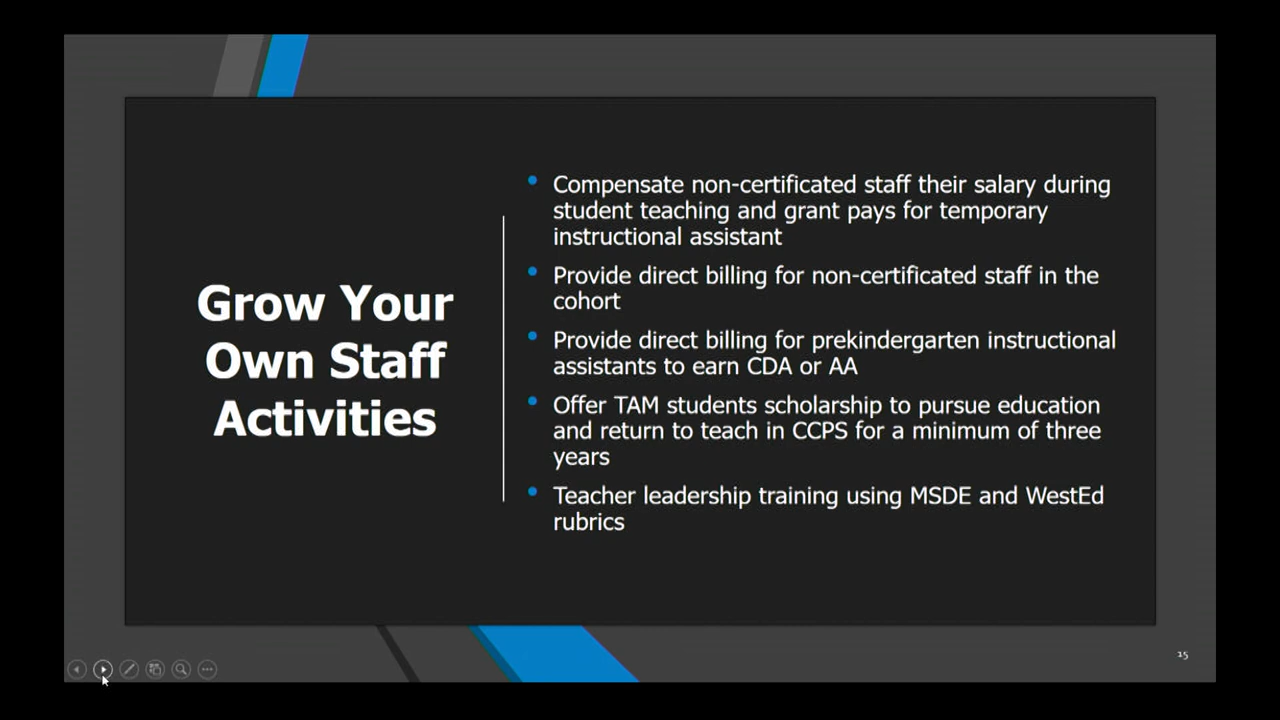 Grow Your
Own Staff
Activities
Compensate non-certificated staff their salary during
student teaching and grant pays for temporary
instructional assistant
Provide direct billing for non-certificated staff in the
cohort
Provide direct billing for prekindergarten instructional
assistants to earn CDA or AA
Offer TAM students scholarship to pursue education
and return to teach in CCPS for a minimum of three
years
Teacher leadership training using MSDE and WestEd
rubrics
15